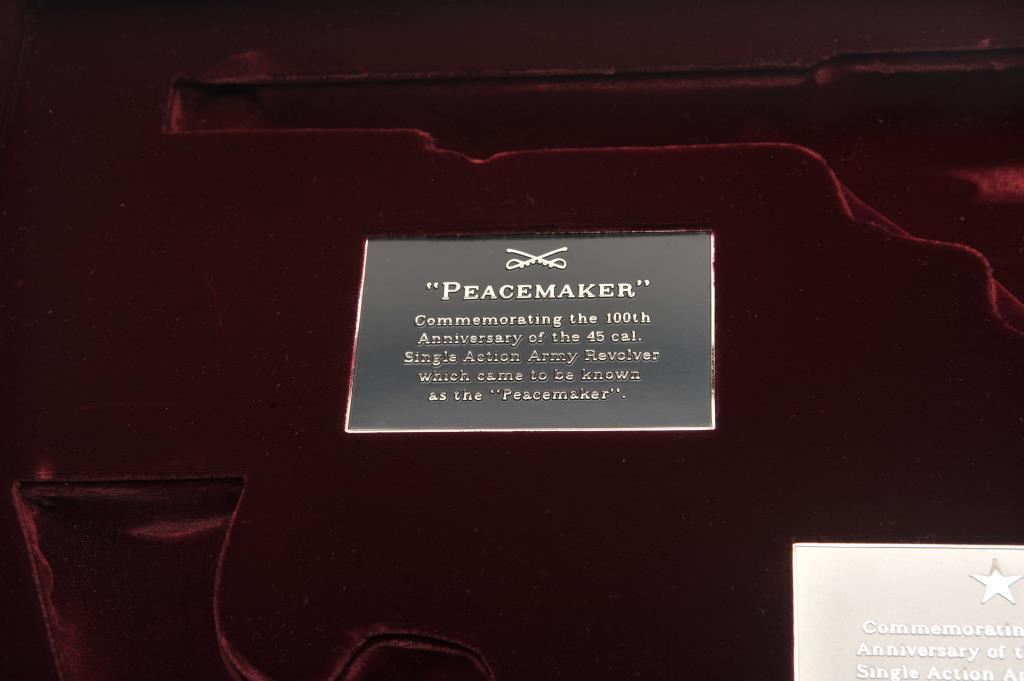 "PEACEMAKER"
Commemorating the 100th
Anniversary of the 45 cal.
Single Action Army Revolver
which came to be known
as the "Peacemaker".
Commemoratin
Anniversary of t
Single Action Ar